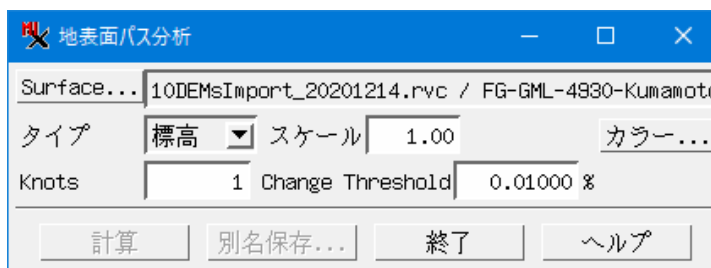 地表面パス分析
Surface... 10DEMsImport_20201214.rvc / FG-GML-4930-Kumamoto
タイプ 標高 スケール 1.00 カラー...
Knots 1 Change Threshold 0.01000 %
計算 別名保存... 終了 ヘルプ